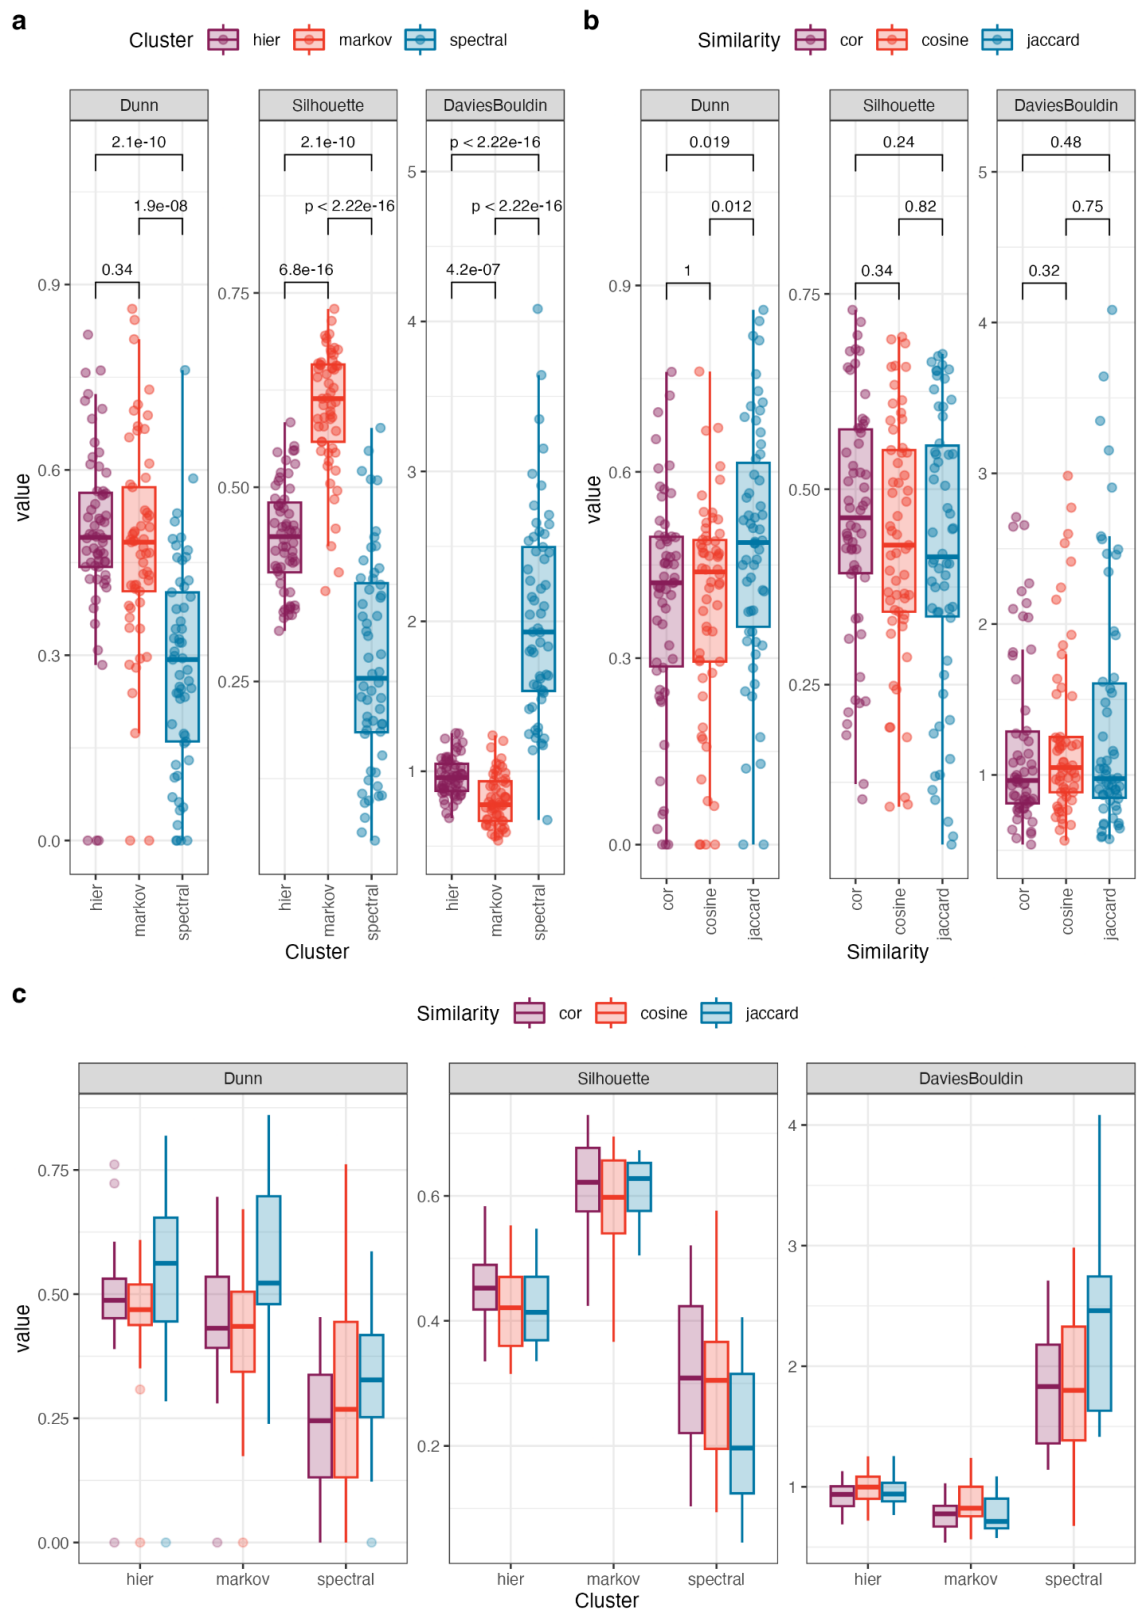 a
Cluster hier markov spectral
Dunn Silhouette DaviesBouldin
2.1e-10 2.1e-10 p < 2.22e-16
1.9e-08 p < 2.22e-16 p < 2.22e-16
0.34 6.8e-16 4.2e-07
value
0.9
0.6
0.3
0.0
0.75
0.50
0.25
5
4
3
2
1
hier markov spectral hier markov spectral hier markov spectral
Cluster
b
Similarity cor cosine jaccard
Dunn Silhouette DaviesBouldin
0.019 0.24 0.48
0.012 0.82 0.75
1 0.34 0.32
value
0.9
0.6
0.3
0.0
0.75
0.50
0.25
5
4
3
2
1
cor cosine jaccard cor cosine jaccard cor cosine jaccard
Similarity
c
Similarity cor cosine jaccard
Dunn Silhouette DaviesBouldin
value
0.75
0.50
0.25
0.00
0.6
0.4
0.2
4
3
2
1
hier markov spectral hier markov spectral hier markov spectral
Cluster